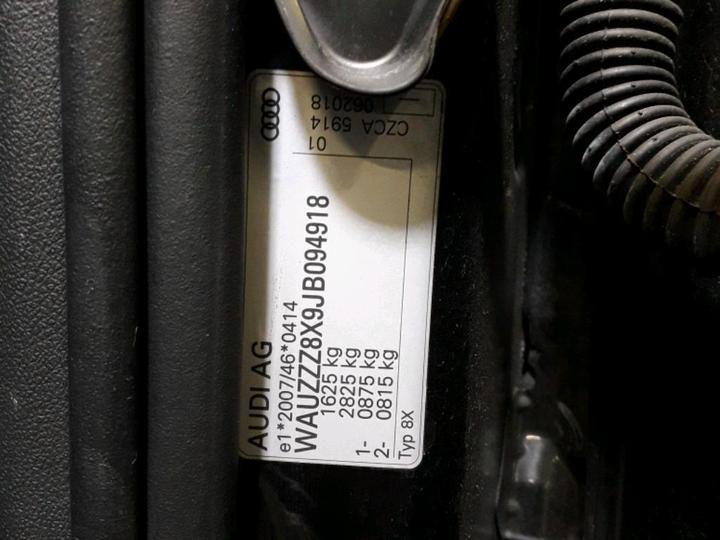 AUDI AG
e1*2007/46*0414
WAUZZZ8X9JB094918
1625 kg
2825 kg
1- 0875 kg
2- 0815 kg
Typ 8X
01
CZCA 5914
062018